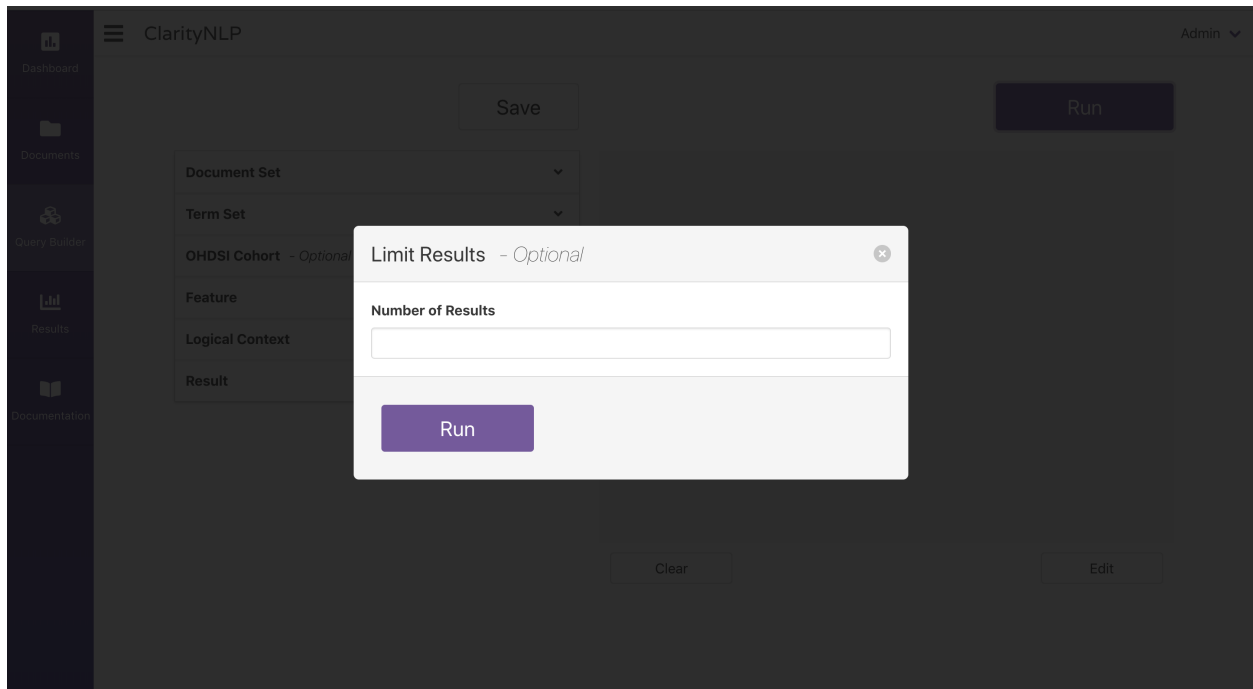 ClarityNLP
Admin
Dashboard
Documents
Query Builder
Results
Documentation
Save
Run
Document Set
Term Set
OHDSI Cohort - Optional
Feature
Logical Context
Result
Limit Results - Optional
Number of Results
Run
Clear
Edit